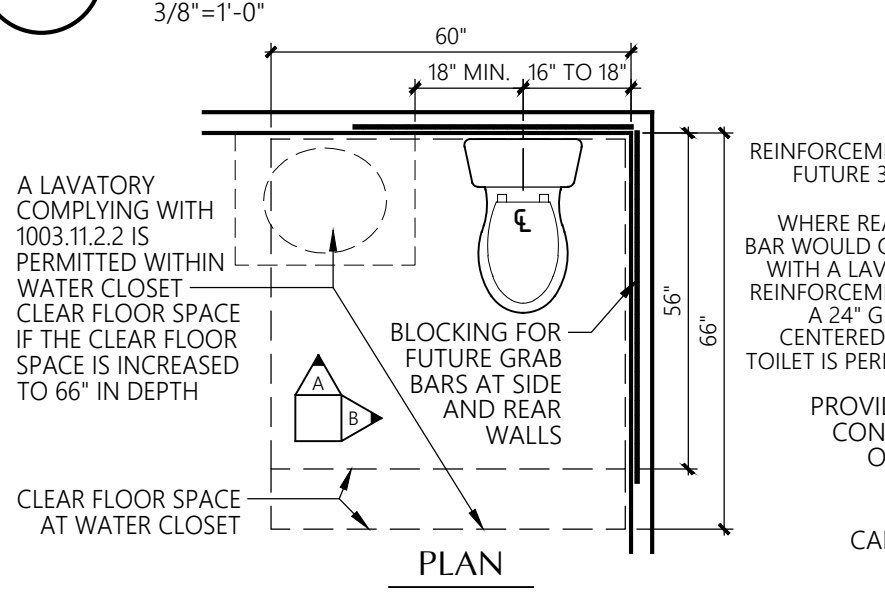 3/8"=1'-0"
60"
18" MIN.
16" TO 18"
A LAVATORY
COMPLYING WITH
1003.11.2.2 IS
PERMITTED WITHIN
WATER CLOSET
CLEAR FLOOR SPACE
IF THE CLEAR FLOOR
SPACE IS INCREASED
TO 66" IN DEPTH
CL
BLOCKING FOR
FUTURE GRAB
BARS AT SIDE
AND REAR
WALLS
56"
66"
A
B
CLEAR FLOOR SPACE
AT WATER CLOSET
PLAN
REINFORCEM
FUTURE 3
WHERE REA
BAR WOULD
WITH A LAV
REINFORCEM
A 24" G
CENTERED
TOILET IS PER
PROVID
CON
O
CA